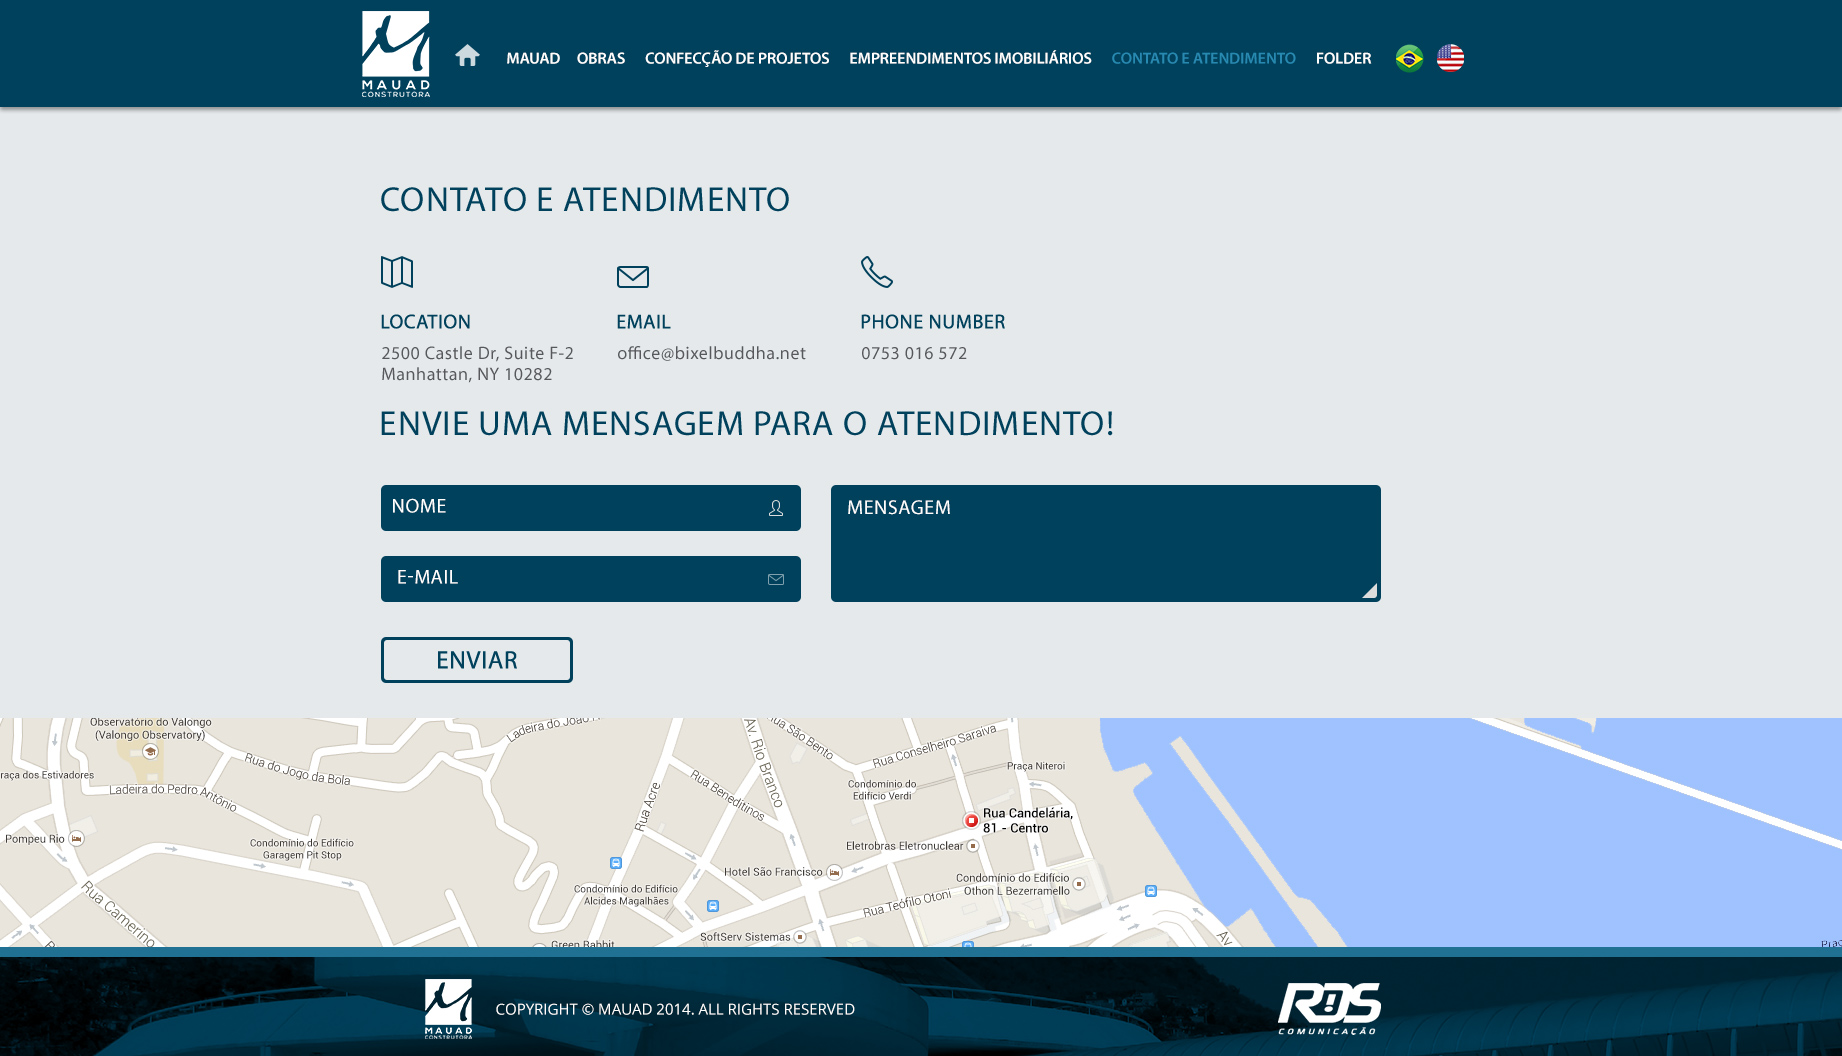 MAUAD
CONSTRUTORA
MAUAD OBRAS CONFECÇÃO DE PROJETOS EMPREENDIMENTOS IMOBILIÁRIOS CONTATO E ATENDIMENTO FOLDER
CONTATO E ATENDIMENTO
LOCATION EMAIL PHONE NUMBER
2500 Castle Dr, Suite F-2 office@bixelbuddha.net 0753 016 572
Manhattan, NY 10282
ENVIE UMA MENSAGEM PARA O ATENDIMENTO!
NOME
MENSAGEM
E-MAIL
ENVIAR
Observatório do Valongo
(Valongo Observatory)
Ladeira do João
Av. Rio Branco
Rua São Bento
Rua Conselheiro Saraiva
Praça Niteroi
raça dos Estivadores
Rua do Jogo da Bola
Ladeira do Pedro Antônio
Rua Acre
Rua Beneditinos
Condomínio do
Edifício Verdi
Rua Candelária,
81 - Centro
Pompeu Rio
Condomínio do Edifício
Garagem Pit Stop
Eletrobras Eletronuclear
Hotel São Francisco
Condomínio do Edifício
Othon L Bezerramello
Condomínio do Edifício
Alcides Magalhães
Rua Camerino
Rua Teófilo Otoni
SoftServ Sistemas
Green Rabbit
Av
MAUAD
CONSTRUTORA
COPYRIGHT © MAUAD 2014. ALL RIGHTS RESERVED
RDS
COMUNICAÇÃO